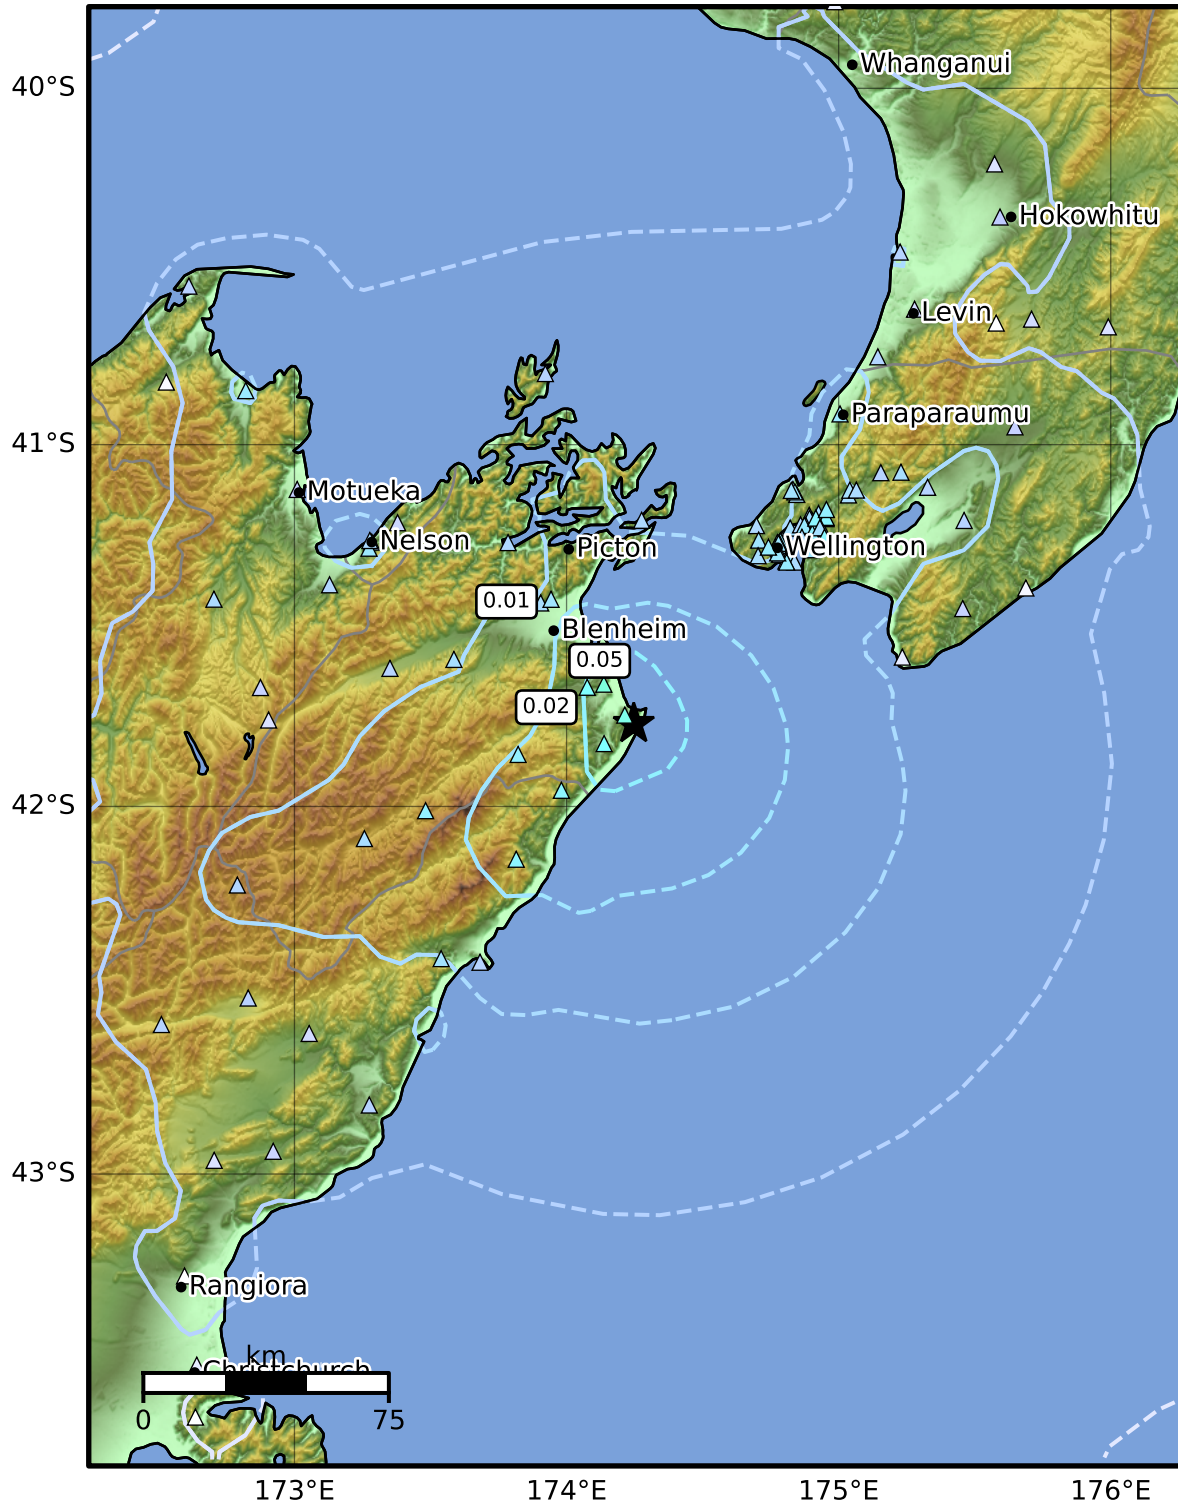 40°S
Whanganui
Hokowhitu
Levin
Paraparaumu
41°S
Motueka
Nelson
Picton
Wellington
0.01
Blenheim
0.05
0.02
42°S
43°S
Rangiora
km
Christchurch
0
75
173°E
174°E
175°E
176°E